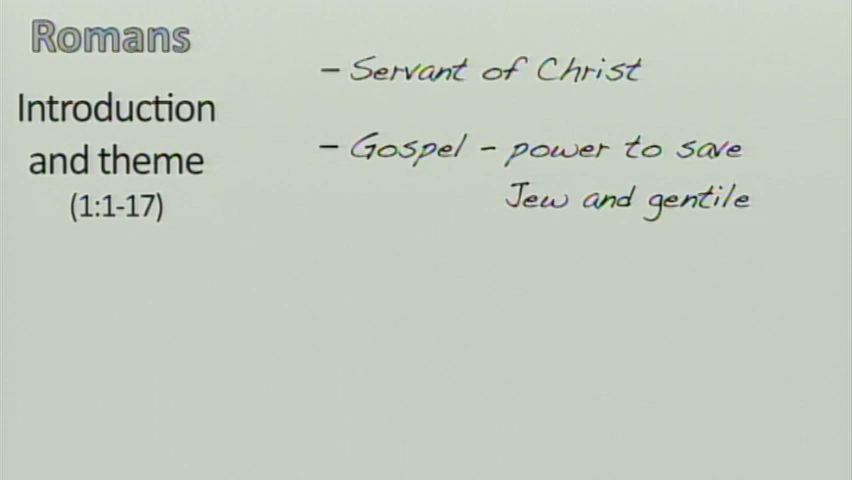 Romans
Introduction
and theme
(1:1-17)
- Servant of Christ
- Gospel - power to save
Jew and gentile